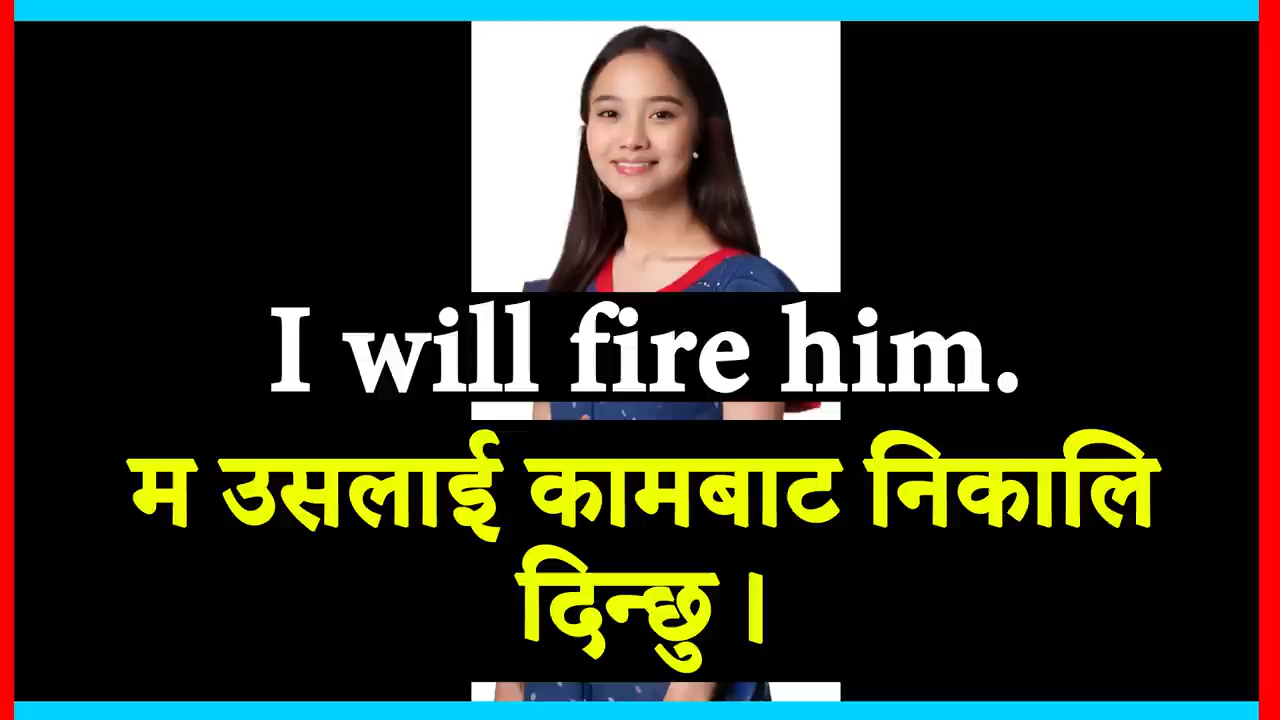 I will fire him.
म उसलाई कामबाट निकालि
दिन्छु ।